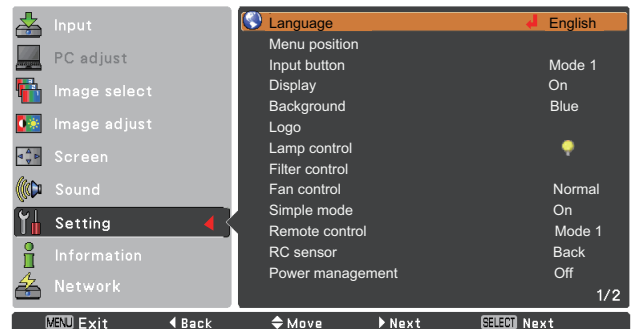 Input
PC adjust
Image select
Image adjust
Screen
Sound
Setting
Information
Network
Language English
Menu position
Input button Mode 1
Display On
Background Blue
Logo
Lamp control
Filter control
Fan control Normal
Simple mode On
Remote control Mode 1
RC sensor Back
Power management Off
1/2
MENU Exit Back Move Next SELECT Next